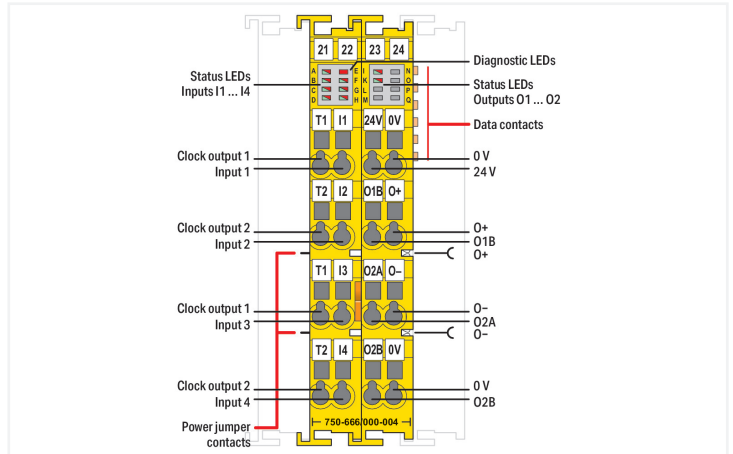 21 22 23 24
Diagnostic LEDs
Status LEDs
Inputs I1 ... I4
A E I N
B F K O
C G L P
D H M Q
Status LEDs
Outputs O1 ... O2
T1 I1 24V 0V
Data contacts
Clock output 1
0 V
Input 1
24 V
T2 I2 O1B O+
Clock output 2
O+
Input 2
O1B
O+
T1 I3 O2A O–
Clock output 1
O–
Input 3
O2A
O–
T2 I4 O2B 0V
Clock output 2
0 V
Input 4
O2B
750-666/000-004
Power jumper
contacts